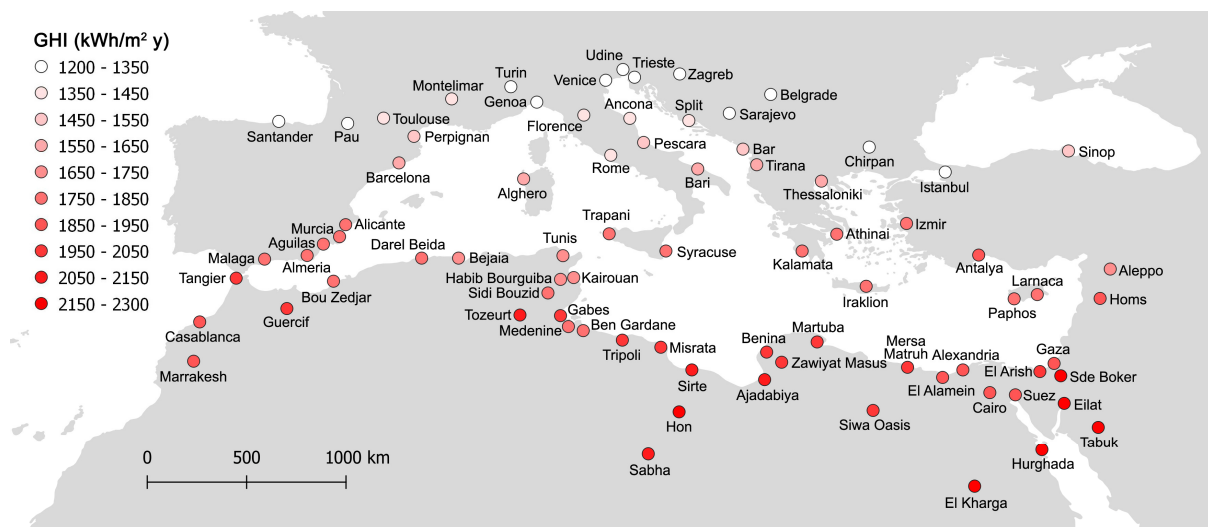 GHI (kWh/m² y)
1200 - 1350
1350 - 1450
1450 - 1550
1550 - 1650
1650 - 1750
1750 - 1850
1850 - 1950
1950 - 2050
2050 - 2150
2150 - 2300
Udine
Trieste
Turin
Venice
Zagreb
Montelimar
Genoa
Ancona
Split
Belgrade
Santander
Pau
Toulouse
Florence
Sarajevo
Perpignan
Pescara
Bar
Chirpan
Sinop
Barcelona
Rome
Tirana
Istanbul
Alghero
Bari
Thessaloniki
Murcia
Alicante
Trapani
Izmir
Aguilas
Darel Beida
Tunis
Athinai
Malaga
Almeria
Bejaia
Syracuse
Kalamata
Antalya
Tangier
Habib Bourguiba
Kairouan
Larnaca
Aleppo
Bou Zedjar
Sidi Bouzid
Iraklion
Paphos
Homs
Guercif
Tozeurt
Gabes
Casablanca
Medenine
Ben Gardane
Martuba
Tripoli
Misrata
Benina
Mersa
Matruh
Alexandria
Gaza
Marrakesh
Zawiyat Masus
El Arish
Sde Boker
Sirte
Ajadabiya
El Alamein
Cairo
Suez
Eilat
Hon
Siwa Oasis
Tabuk
Sabha
Hurghada
El Kharga
0 500 1000 km